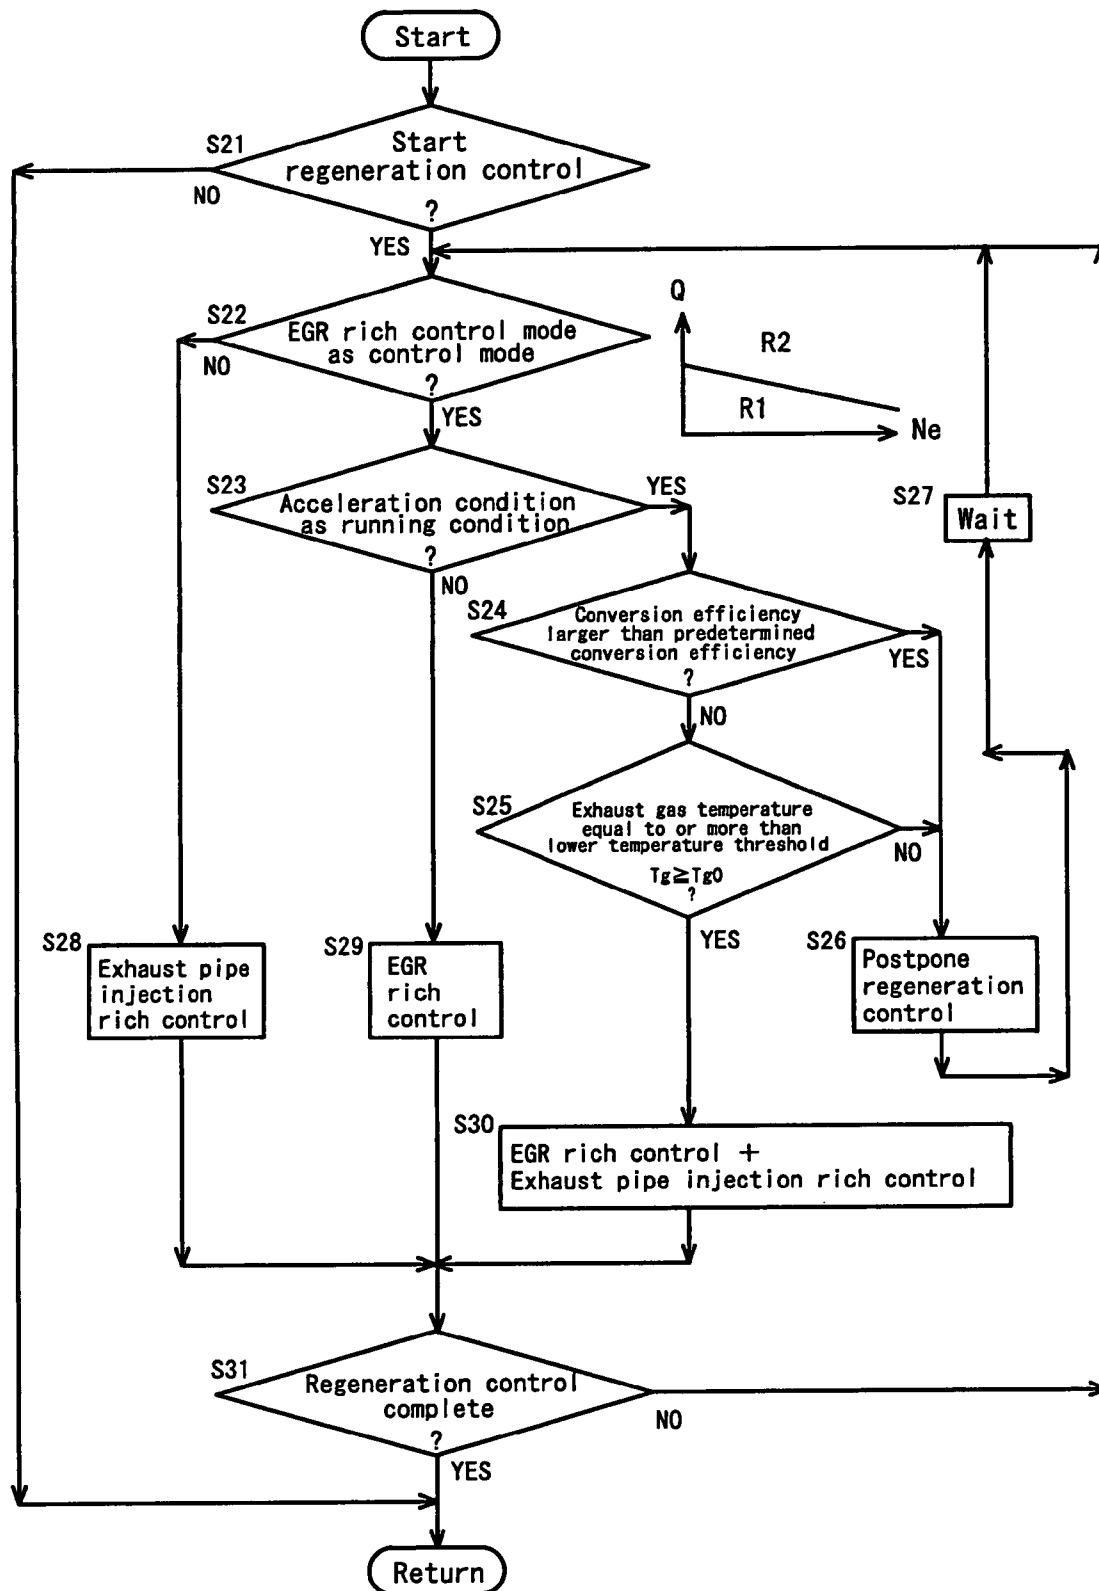 Start
S21
Start
regeneration control
?
NO
YES
S22
EGR rich control mode
as control mode
?
NO
YES
Q
R2
R1
Ne
S23
Acceleration condition
as running condition
?
YES
NO
S27
Wait
S24
Conversion efficiency
larger than predetermined
conversion efficiency
?
YES
NO
S25
Exhaust gas temperature
equal to or more than
lower temperature threshold
Tg≧Tg0
?
NO
YES
S28
Exhaust pipe
injection
rich control
S29
EGR
rich
control
S26
Postpone
regeneration
control
S30
EGR rich control +
Exhaust pipe injection rich control
S31
Regeneration control
complete
?
NO
YES
Return